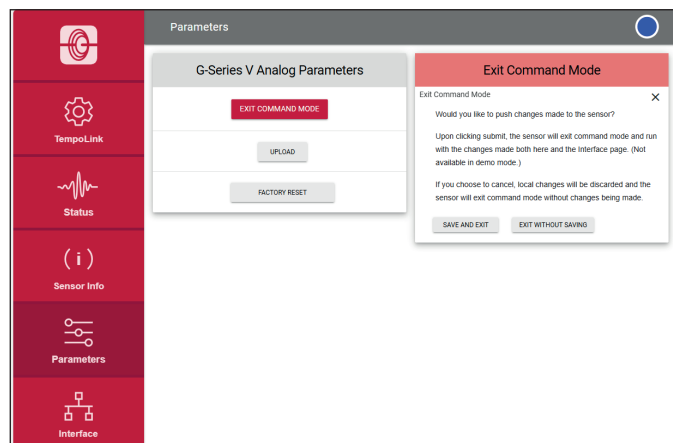 Parameters
TempoLink
Status
(i)
Sensor Info
Parameters
Interface
G-Series V Analog Parameters
EXIT COMMAND MODE
UPLOAD
FACTORY RESET
Exit Command Mode
Exit Command Mode
Would you like to push changes made to the sensor?
Upon clicking submit, the sensor will exit command mode and run
with the changes made both here and the Interface page. (Not
available in demo mode.)
If you choose to cancel, local changes will be discarded and the
sensor will exit command mode without changes being made.
SAVE AND EXIT
EXIT WITHOUT SAVING